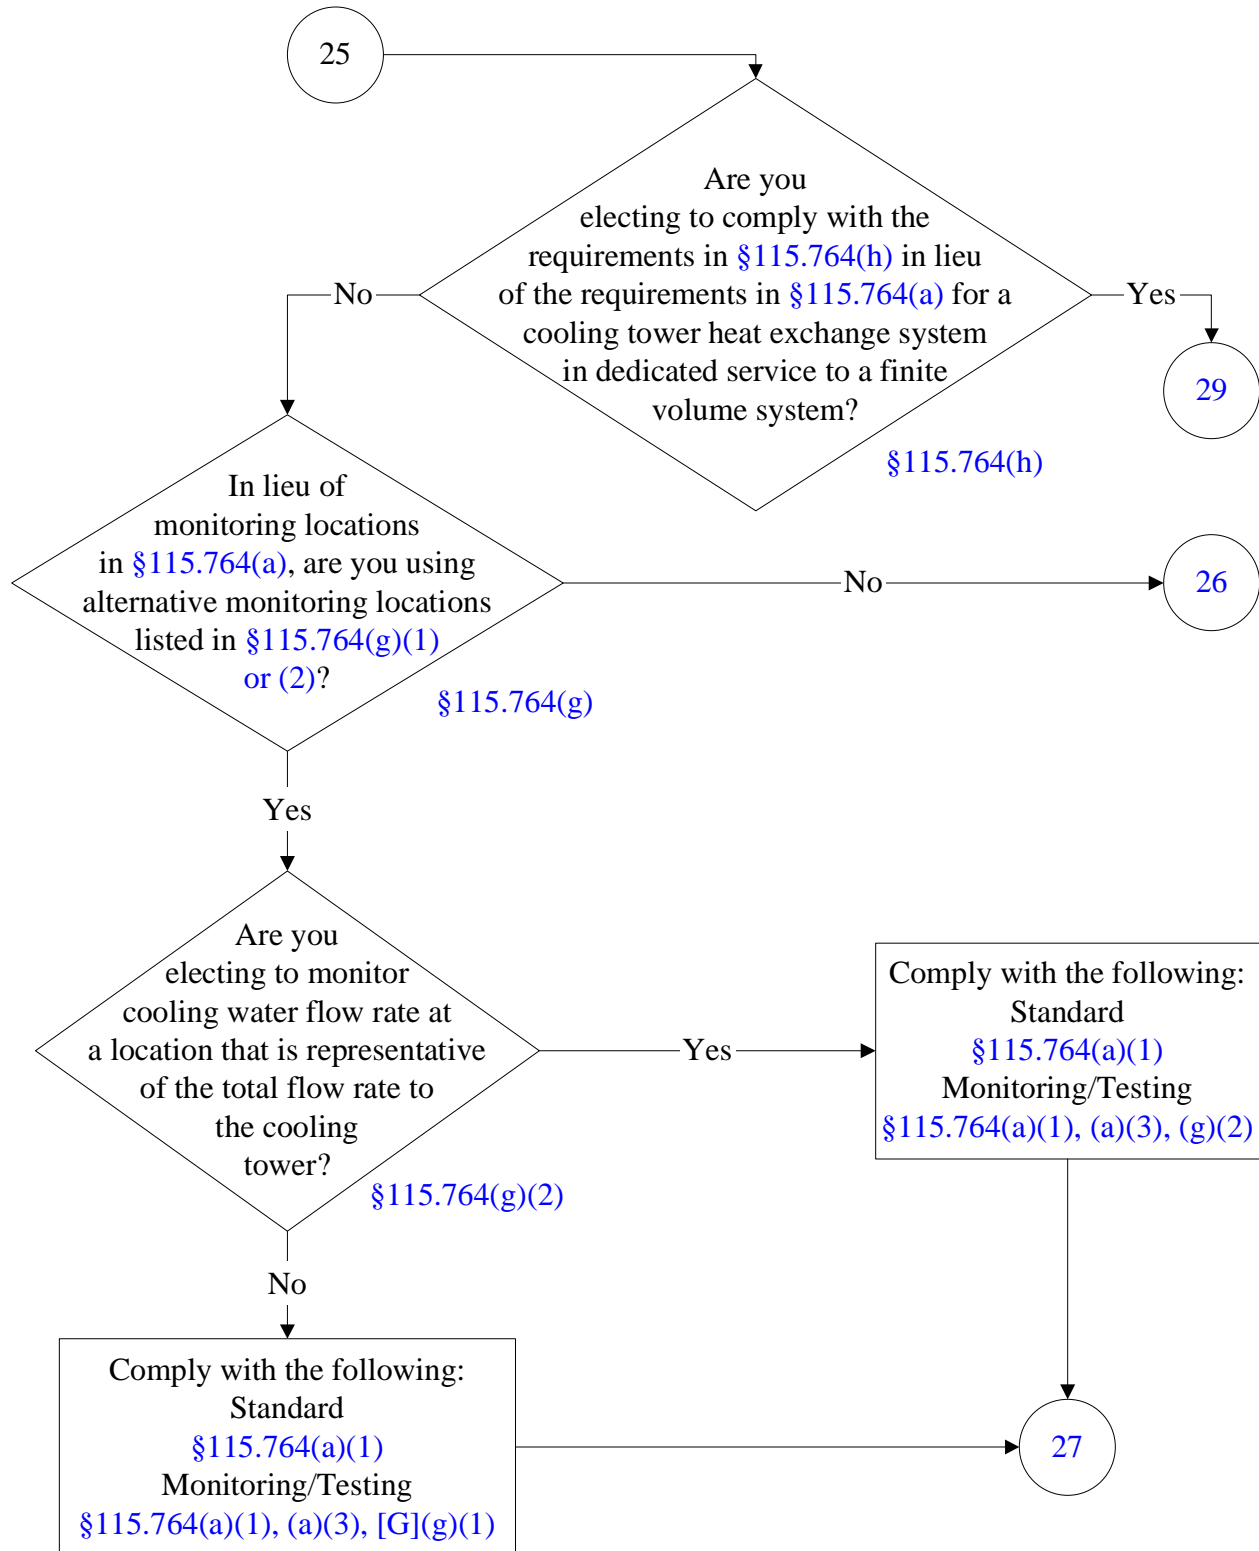 25
Are you
electing to comply with the
requirements in §115.764(h) in lieu
of the requirements in §115.764(a) for a
cooling tower heat exchange system
in dedicated service to a finite
volume system?
No
Yes
29
§115.764(h)
In lieu of
monitoring locations
in §115.764(a), are you using
alternative monitoring locations
listed in §115.764(g)(1)
or (2)?
No
26
§115.764(g)
Yes
Are you
electing to monitor
cooling water flow rate at
a location that is representative
of the total flow rate to
the cooling
tower?
Yes
§115.764(g)(2)
Comply with the following:
Standard
§115.764(a)(1)
Monitoring/Testing
§115.764(a)(1), (a)(3), (g)(2)
No
Comply with the following:
Standard
§115.764(a)(1)
Monitoring/Testing
§115.764(a)(1), (a)(3), [G](g)(1)
27